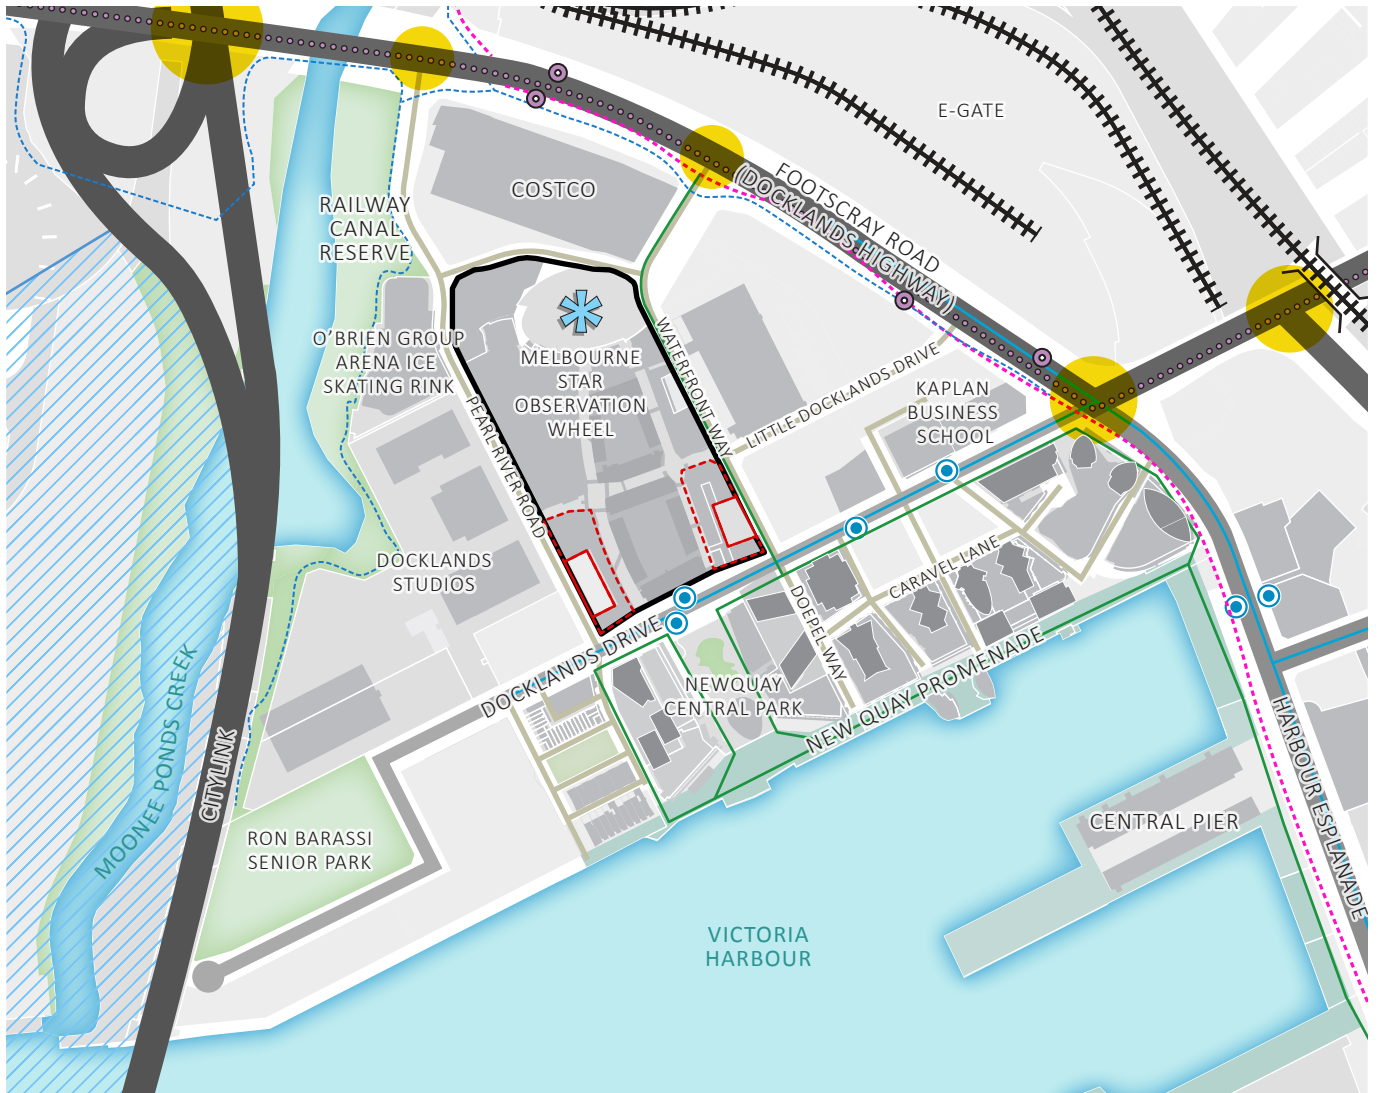 E-GATE
FOOTSCRAY ROAD
(DOCKLANDS HIGHWAY)
COSTCO
RAILWAY
CANAL
RESERVE
O'BRIEN GROUP
ARENA ICE
SKATING RINK
MELBOURNE
STAR
OBSERVATION
WHEEL
WATERFRONT WAY
LITTLE DOCKLANDS DRIVE
KAPLAN
BUSINESS
SCHOOL
PEARL RIVER ROAD
DOCKLANDS
STUDIOS
CARAVEL LANE
DOEPEL WAY
DOCKLANDS DRIVE
NEWQUAY
CENTRAL PARK
NEW QUAY PROMENADE
HARBOUR ESPLANADE
MOONEE PONDS CREEK
CITYLINK
RON BARASSI
SENIOR PARK
CENTRAL PIER
VICTORIA
HARBOUR